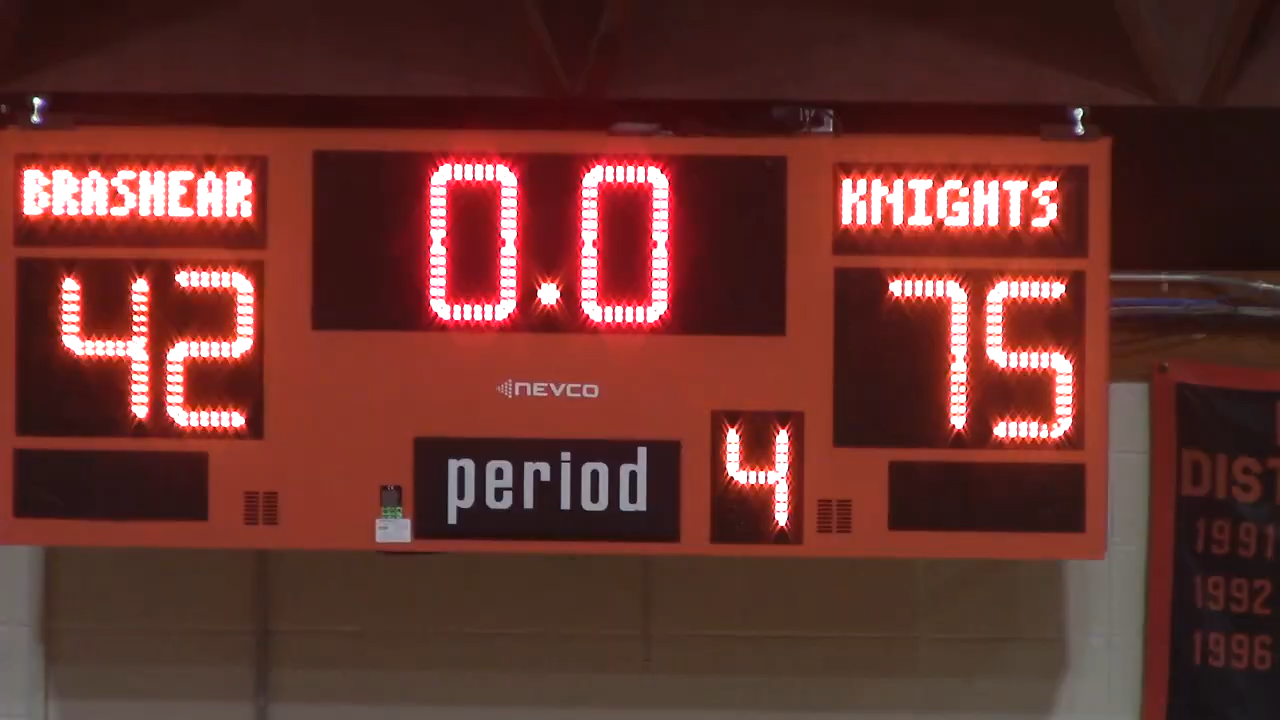 BRASHEAR
0.0
KNIGHTS
42
75
NEVCO
period
4
DIST
1991
1992
1996